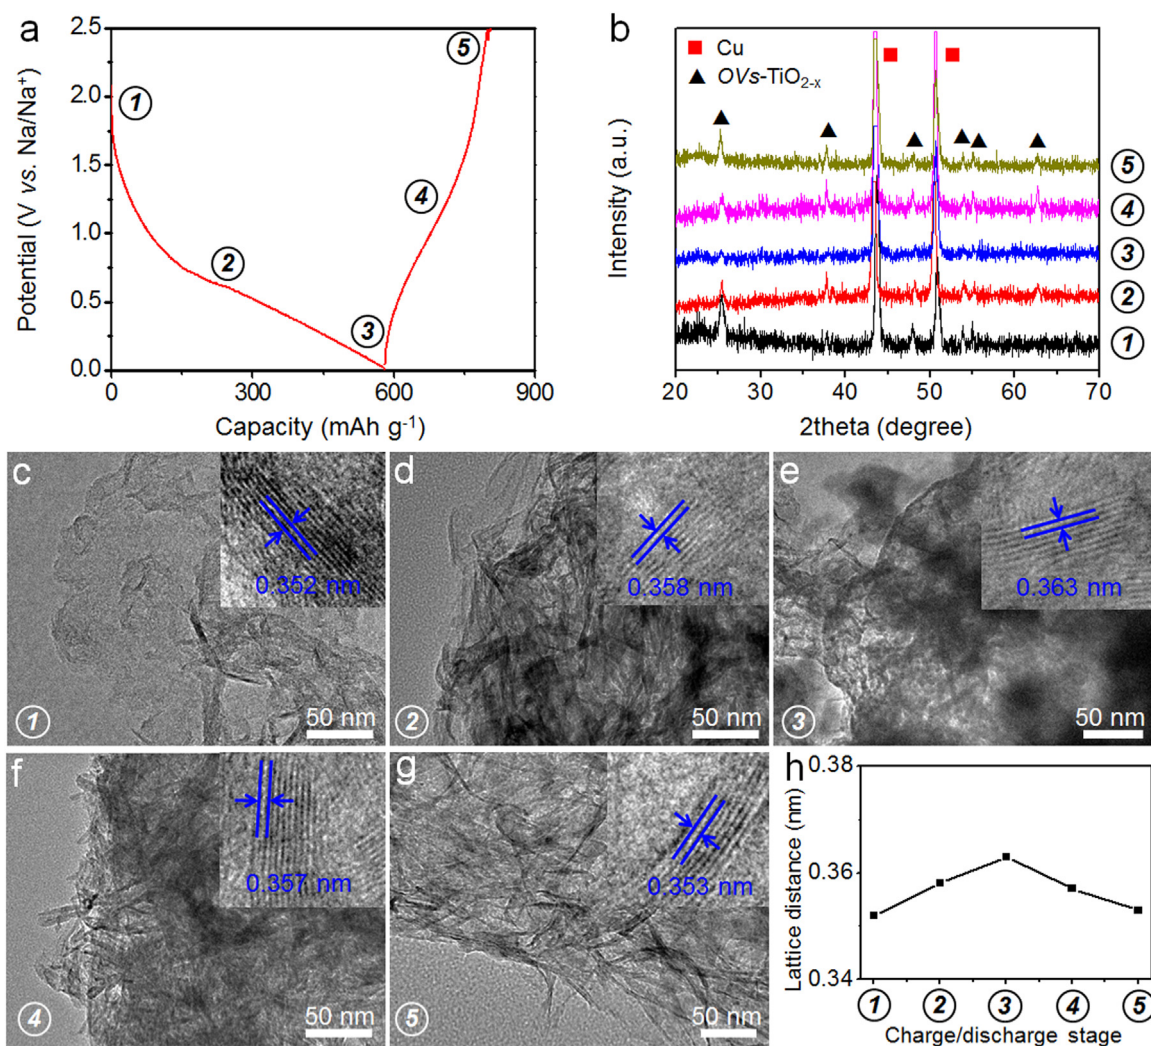 a
2.5
2.0
1.5
1.0
0.5
0.0
Potential (V vs. Na/Na⁺)
1
2
3
4
5
0 300 600 900
Capacity (mAh g⁻¹)
b
Intensity (a.u.)
Cu
OVs-TiO₂₋ₓ
5
4
3
2
1
20 30 40 50 60 70
2theta (degree)
c
0.352 nm
1
50 nm
d
0.358 nm
2
50 nm
e
0.363 nm
3
50 nm
f
0.357 nm
4
50 nm
g
0.353 nm
5
50 nm
h
0.38
0.36
0.34
Lattice distance (nm)
1 2 3 4 5
Charge/discharge stage